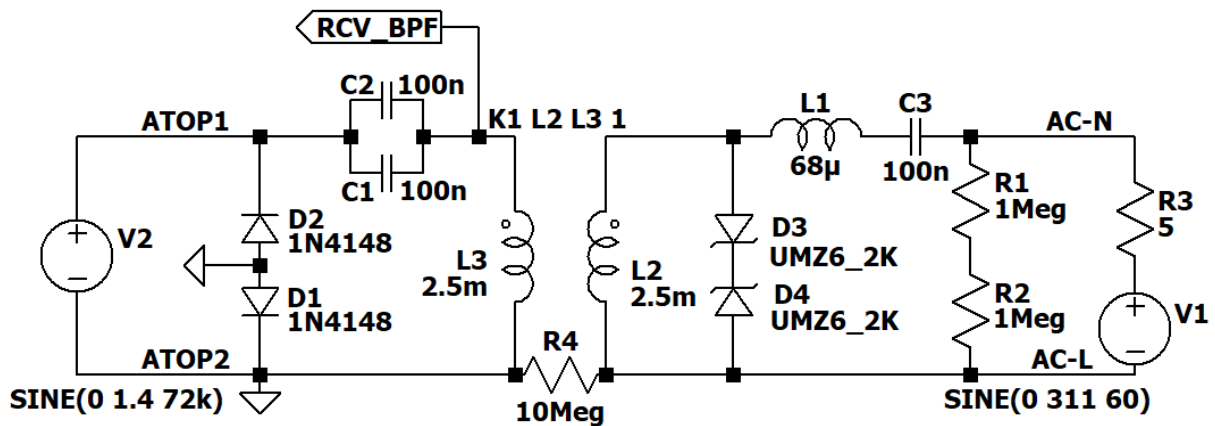 RCV_BPF
C2 100n
ATOP1
K1 L2 L3 1
L1
C3
AC-N
C1 100n
68µ
100n
R1
1Meg
R3
5
V2
D2
1N4148
L3
2.5m
L2
2.5m
D3
UMZ6_2K
D4
UMZ6_2K
D1
1N4148
R2
1Meg
V1
ATOP2
R4
AC-L
SINE(0 1.4 72k)
10Meg
SINE(0 311 60)